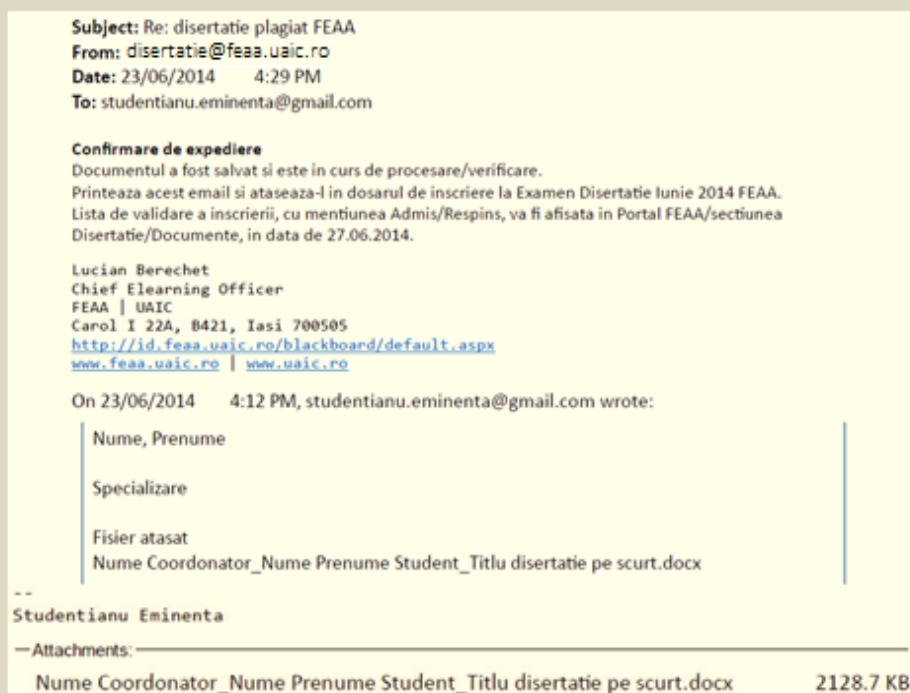 Subject: Re: disertatie plagiat FEAA
From: disertatie@feaa.uaic.ro
Date: 23/06/2014 4:29 PM
To: studentianu.eminenta@gmail.com
Confirmare de expediere
Documentul a fost salvat si este in curs de procesare/verificare.
Printeaza acest email si ataseaza-l in dosarul de inscriere la Examen Disertatie Iunie 2014 FEAA.
Lista de validare a inscrierii, cu mentiunea Admis/Respins, va fi afisata in Portal FEAA/sectiunea
Disertatie/Documente, in data de 27.06.2014.
Lucian Berechet
Chief Elearning Officer
FEAA | UAIC
Carol I 22A, B421, Iasi 700505
http://id.feaa.uaic.ro/blackboard/default.aspx
www.feaa.uaic.ro | www.uaic.ro
On 23/06/2014 4:12 PM, studentianu.eminenta@gmail.com wrote:
Nume, Prenume
Specializare
Fisier atasat
Nume Coordonator_Nume Prenume Student_Titlu disertatie pe scurt.docx
--
Studentianu Eminenta
Attachments:
Nume Coordonator_Nume Prenume Student_Titlu disertatie pe scurt.docx 2128.7 KB